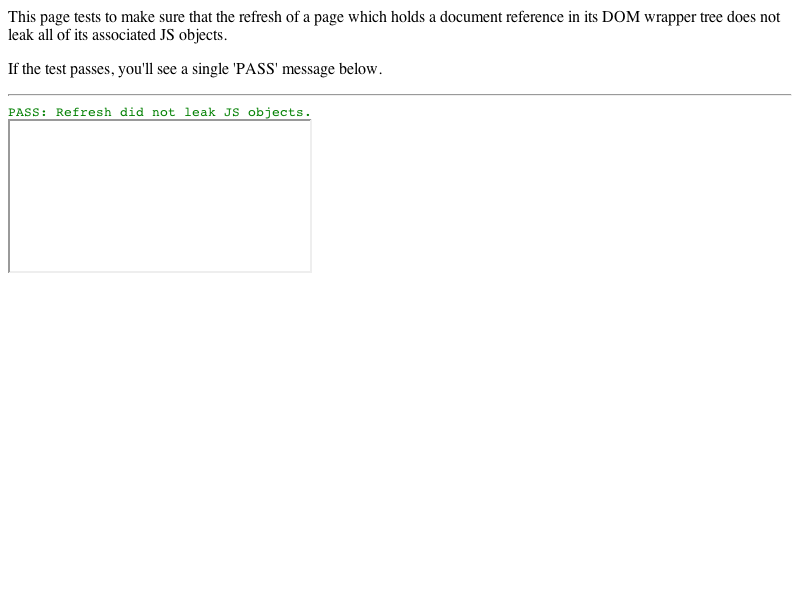 This page tests to make sure that the refresh of a page which holds a document reference in its DOM wrapper tree does not
leak all of its associated JS objects.
If the test passes, you'll see a single 'PASS' message below.
PASS: Refresh did not leak JS objects.